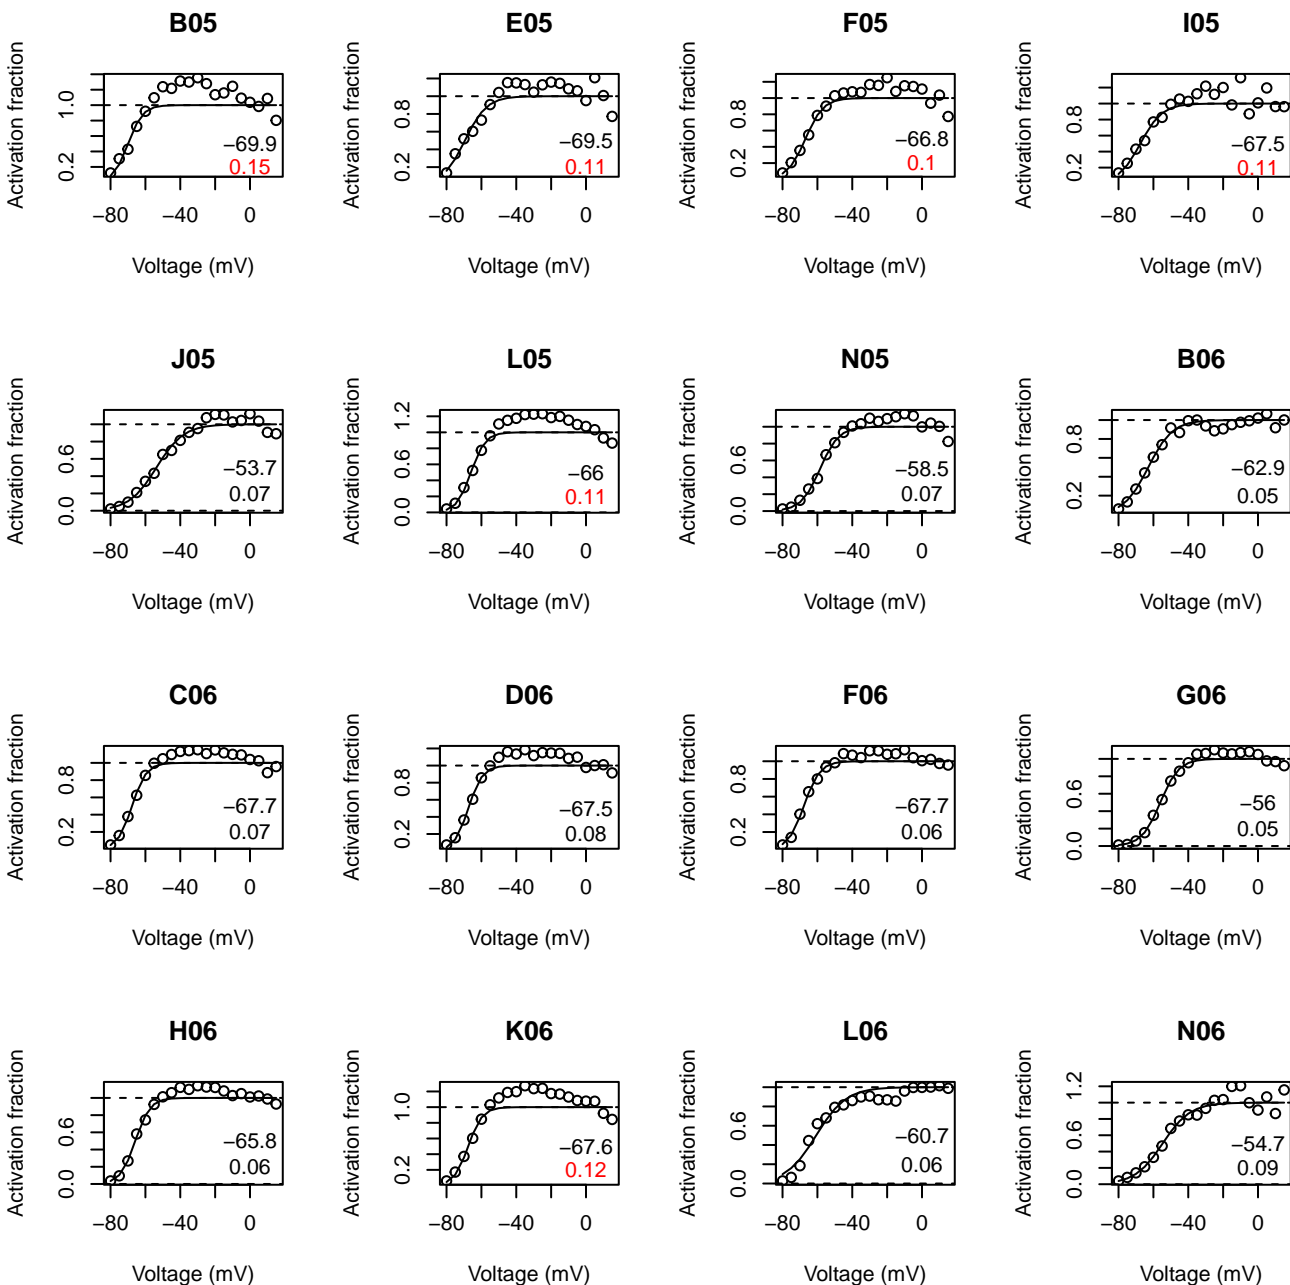 B05
E05
F05
I05
Activation fraction
0.2
1.0
−69.9
0.15
−80
−40
0
Voltage (mV)
Activation fraction
0.2
0.8
−69.5
0.11
−80
−40
0
Voltage (mV)
Activation fraction
0.2
0.8
−66.8
0.1
−80
−40
0
Voltage (mV)
Activation fraction
0.2
0.8
−67.5
0.11
−80
−40
0
Voltage (mV)
J05
L05
N05
B06
Activation fraction
0.0
0.6
−53.7
0.07
−80
−40
0
Voltage (mV)
Activation fraction
0.0
0.6
1.2
−66
0.11
−80
−40
0
Voltage (mV)
Activation fraction
0.0
0.6
−58.5
0.07
−80
−40
0
Voltage (mV)
Activation fraction
0.2
0.8
−62.9
0.05
−80
−40
0
Voltage (mV)
C06
D06
F06
G06
Activation fraction
0.2
0.8
−67.7
0.07
−80
−40
0
Voltage (mV)
Activation fraction
0.2
0.8
−67.5
0.08
−80
−40
0
Voltage (mV)
Activation fraction
0.2
0.8
−67.7
0.06
−80
−40
0
Voltage (mV)
Activation fraction
0.0
0.6
−56
0.05
−80
−40
0
Voltage (mV)
H06
K06
L06
N06
Activation fraction
0.0
0.6
−65.8
0.06
−80
−40
0
Voltage (mV)
Activation fraction
0.2
1.0
−67.6
0.12
−80
−40
0
Voltage (mV)
Activation fraction
0.0
0.6
−60.7
0.06
−80
−40
0
Voltage (mV)
Activation fraction
0.0
0.6
1.2
−54.7
0.09
−80
−40
0
Voltage (mV)